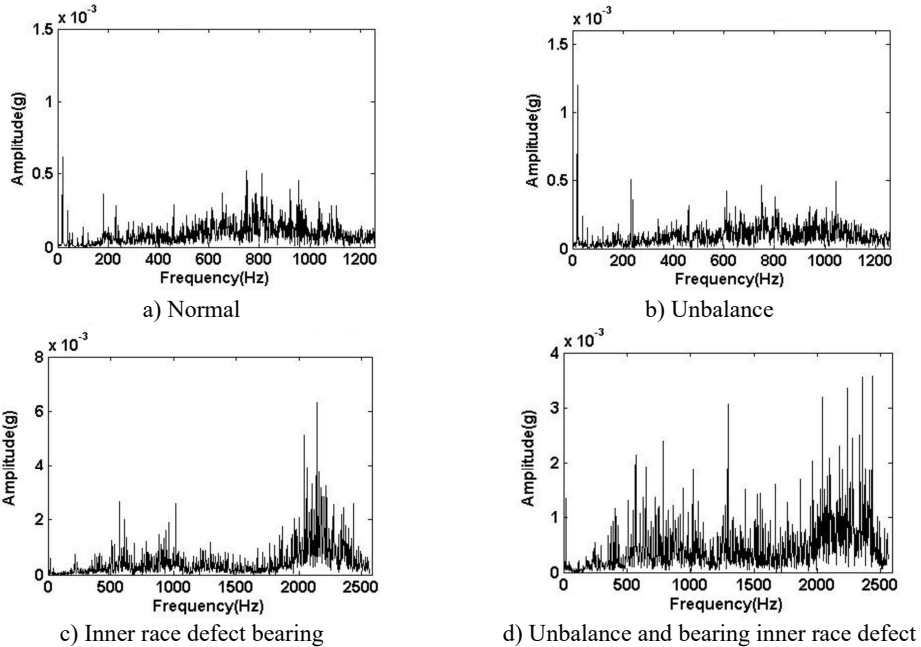 x 10⁻³
1.5
1
0.5
0
Amplitude(g)
0 200 400 600 800 1000 1200
Frequency(Hz)
a) Normal
x 10⁻³
1.5
1
0.5
0
Amplitude(g)
0 200 400 600 800 1000 1200
Frequency(Hz)
b) Unbalance
x 10⁻³
8
6
4
2
0
Amplitude(g)
0 500 1000 1500 2000 2500
Frequency(Hz)
c) Inner race defect bearing
x 10⁻³
4
3
2
1
0
Amplitude(g)
0 500 1000 1500 2000 2500
Frequency(Hz)
d) Unbalance and bearing inner race defect